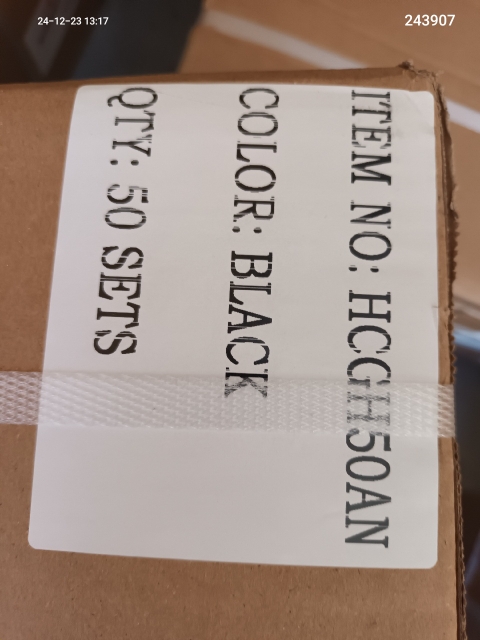 24-12-23 13:17
243907
ITEM NO: HCGH50AN
COLOR: BLACK
QTY: 50 SETS